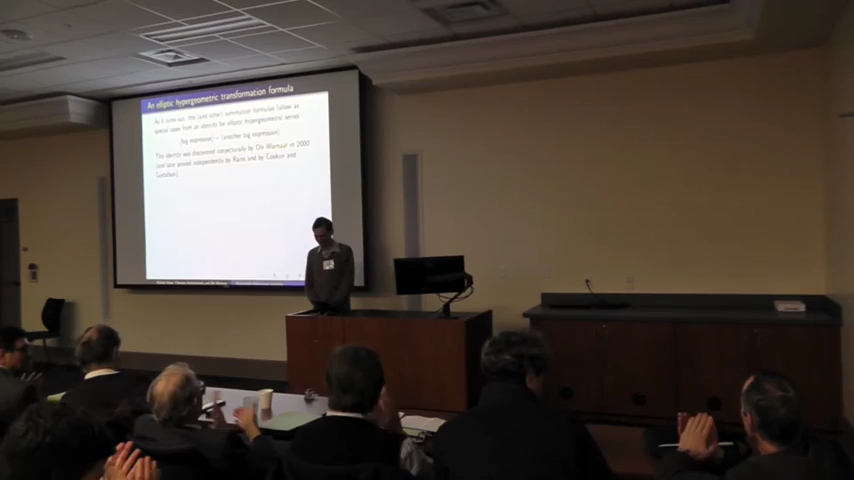 An elliptic hypergeometric transformation formula
As it turns out, this (and other) summation formulae follow as
special cases from an identity for elliptic hypergeometric series
(big expression) = (another big expression)
This identity was discovered conjecturally by Ole Warnaar in 2000
(and later proved independently by Rains and by Coskun and
Gustafson)